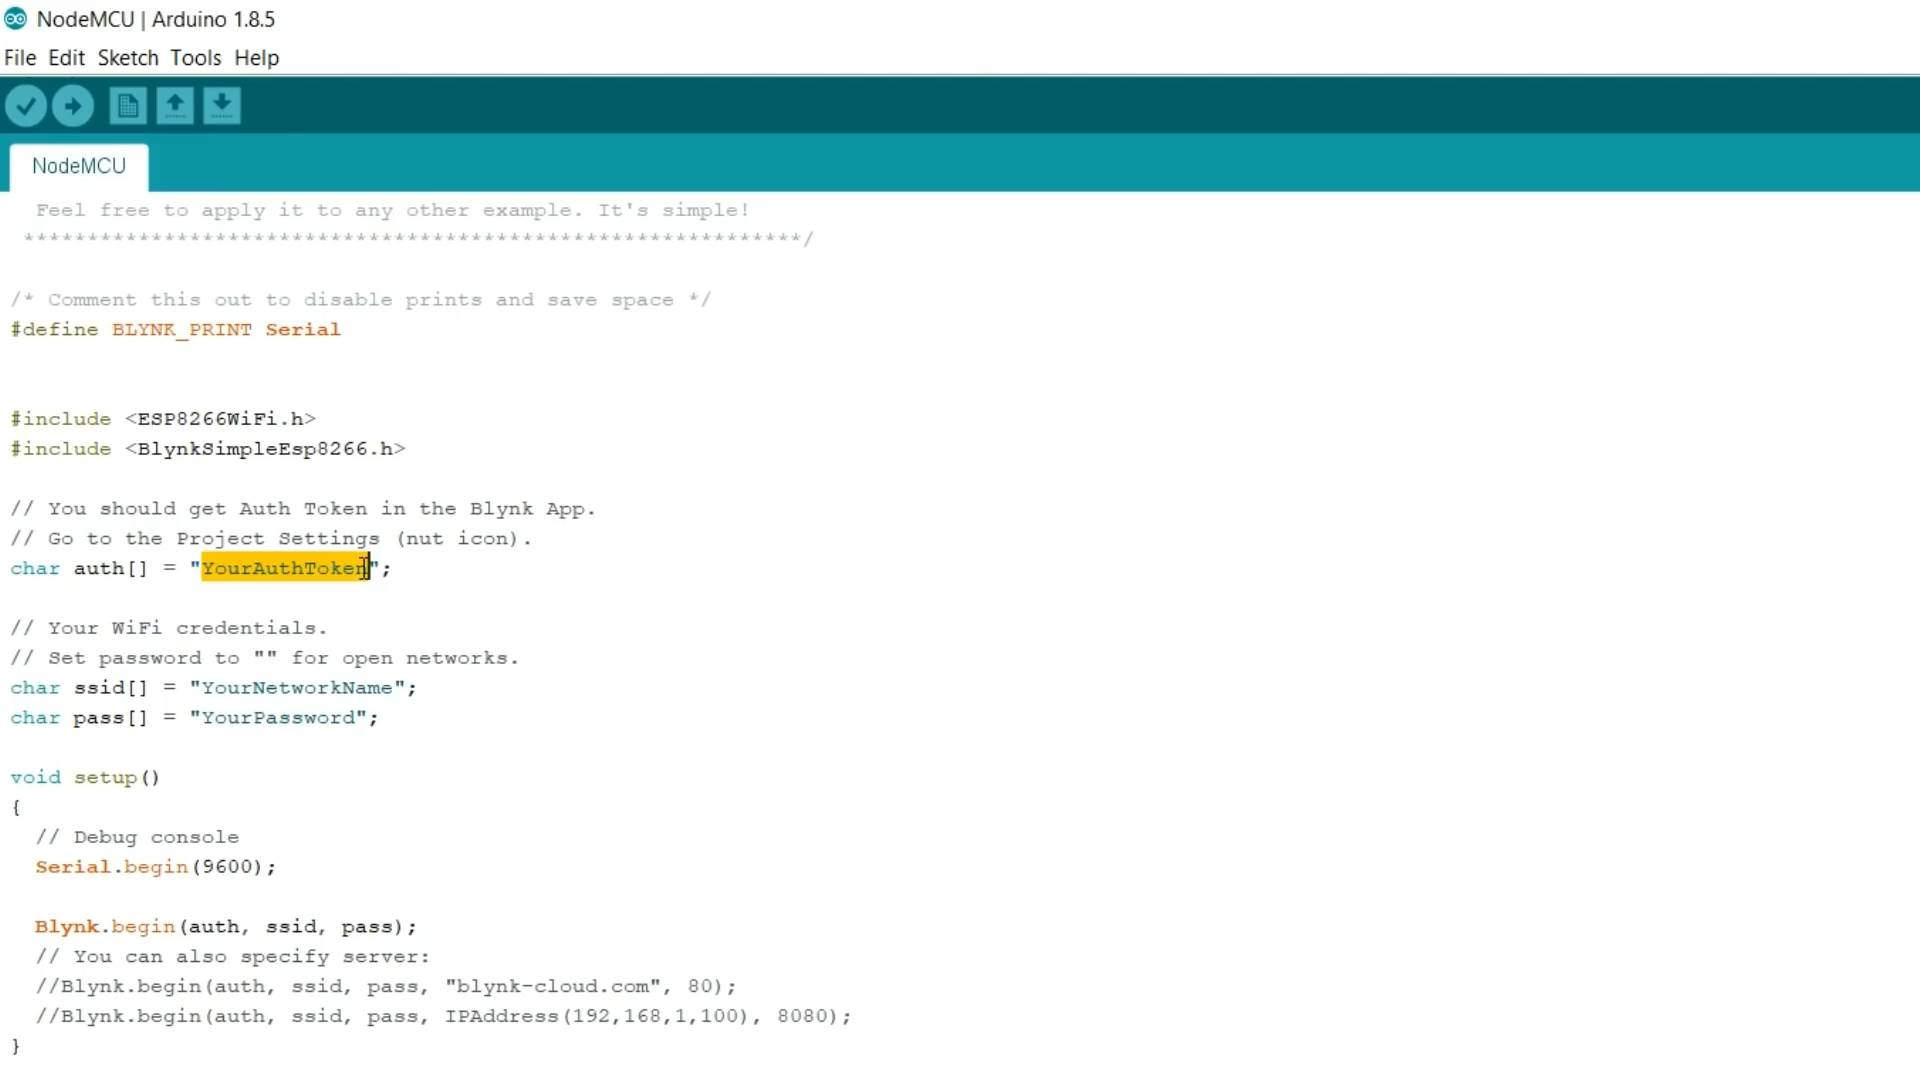 NodeMCU | Arduino 1.8.5
File Edit Sketch Tools Help
NodeMCU
Feel free to apply it to any other example. It's simple!
*************************************************************/
/* Comment this out to disable prints and save space */
#define BLYNK_PRINT Serial
#include <ESP8266WiFi.h>
#include <BlynkSimpleEsp8266.h>
// You should get Auth Token in the Blynk App.
// Go to the Project Settings (nut icon).
char auth[] = "YourAuthToken";
// Your WiFi credentials.
// Set password to "" for open networks.
char ssid[] = "YourNetworkName";
char pass[] = "YourPassword";
void setup()
{
// Debug console
Serial.begin(9600);
Blynk.begin(auth, ssid, pass);
// You can also specify server:
//Blynk.begin(auth, ssid, pass, "blynk-cloud.com", 80);
//Blynk.begin(auth, ssid, pass, IPAddress(192,168,1,100), 8080);
}